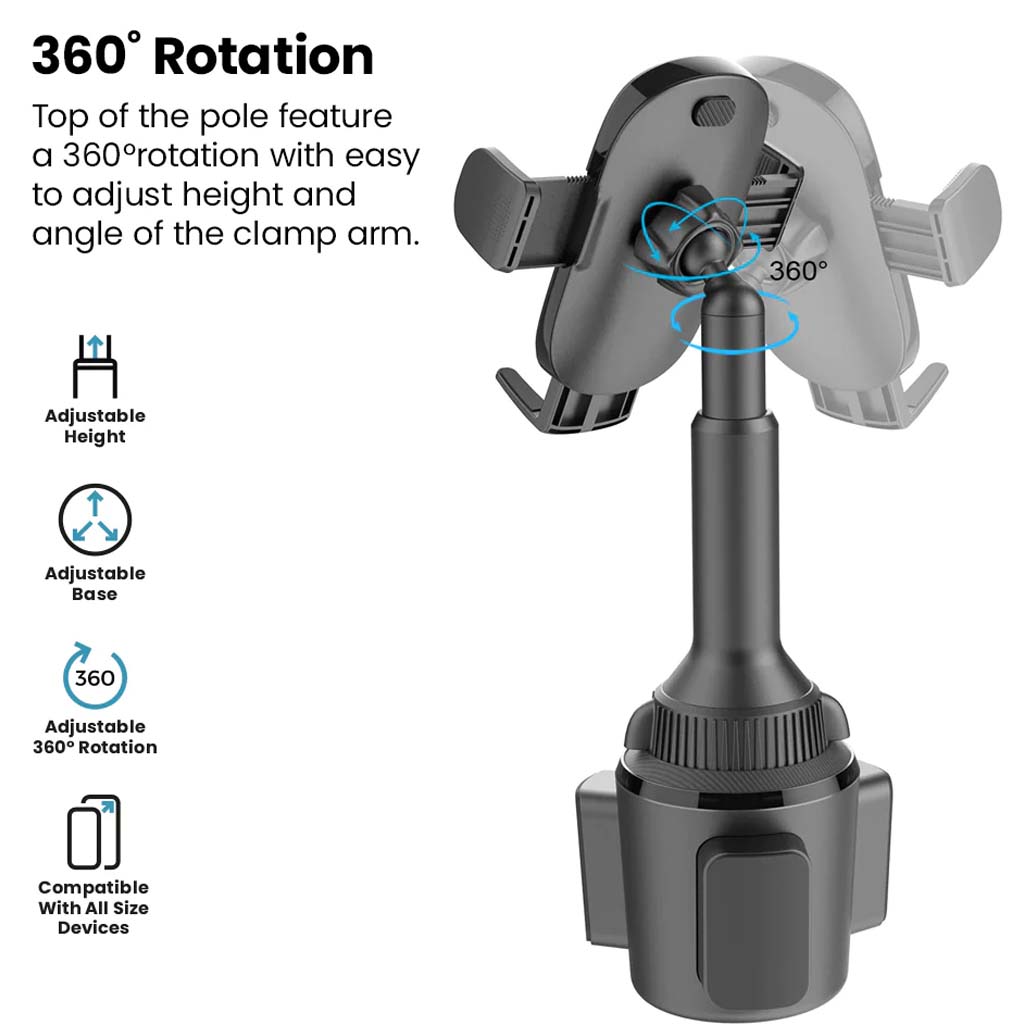 360° Rotation
Top of the pole feature
a 360°rotation with easy
to adjust height and
angle of the clamp arm.
360°
Adjustable
Height
Adjustable
Base
360
Adjustable
360° Rotation
Compatible
With All Size
Devices